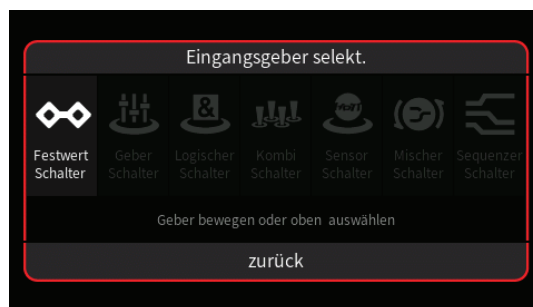 Eingangsgeber selekt.
Festwert Geber Logischer Kombi Sensor Mischer Sequenzer
Schalter Schalter Schalter Schalter Schalter Schalter Schalter
Geber bewegen oder oben auswählen
zurück